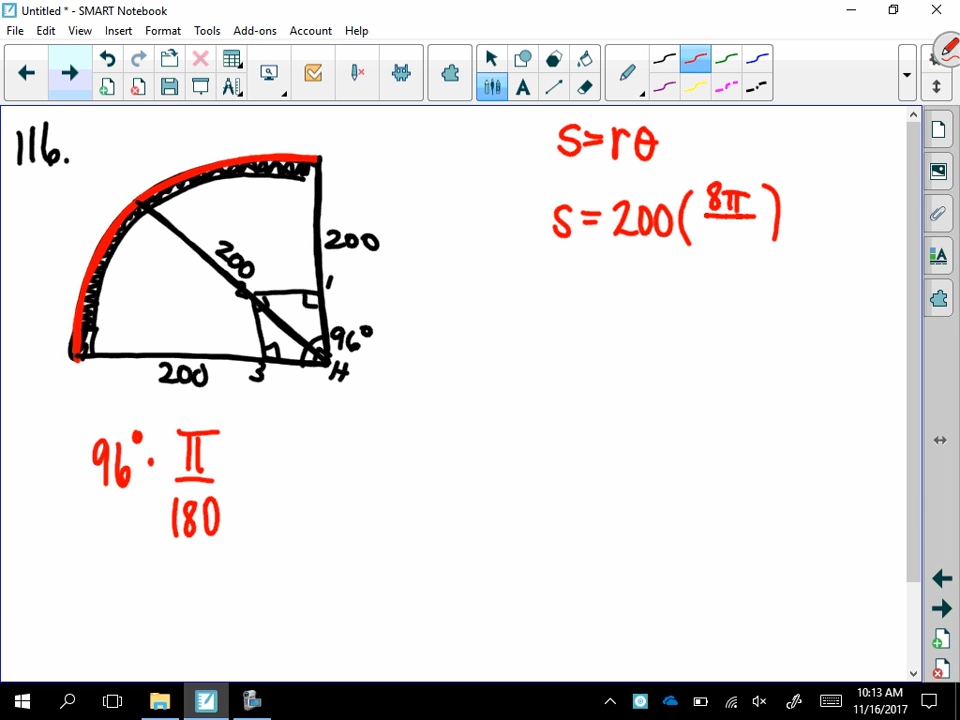 Untitled * - SMART Notebook
File Edit View Insert Format Tools Add-ons Account Help
116.
200
200
1
96°
200
3
H
s=rθ
s = 200(8π/ )
96° · π/180
10:13 AM
11/16/2017